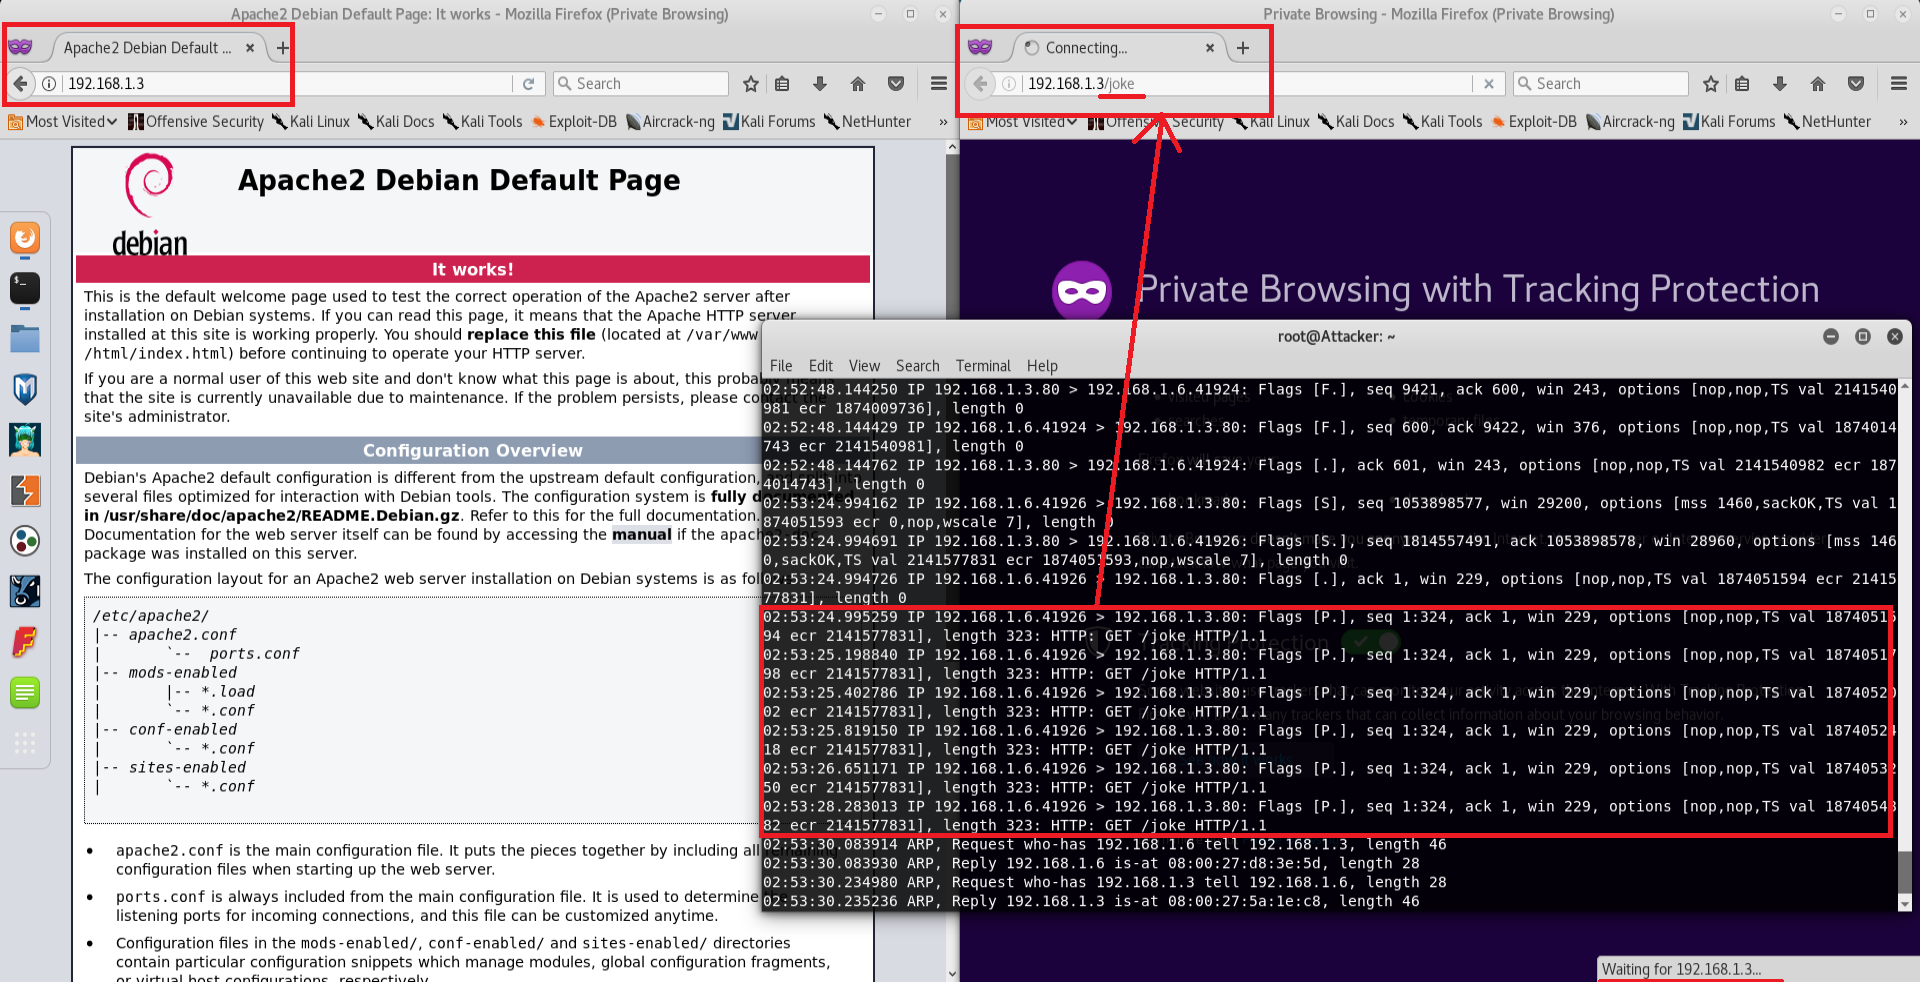 Apache2 Debian Default Page: It works - Mozilla Firefox (Private Browsing)
Apache2 Debian Default ...
192.168.1.3
Search
Most Visited
Offensive Security
Kali Linux
Kali Docs
Kali Tools
Exploit-DB
Aircrack-ng
Kali Forums
NetHunter
»
debian
Apache2 Debian Default Page
It works!
This is the default welcome page used to test the correct operation of the Apache2 server after
installation on Debian systems. If you can read this page, it means that the Apache HTTP server
installed at this site is working properly. You should replace this file (located at /var/www
/html/index.html) before continuing to operate your HTTP server.
If you are a normal user of this web site and don't know what this page is about, this probably means
that the site is currently unavailable due to maintenance. If the problem persists, please contact the
site's administrator.
Configuration Overview
Debian's Apache2 default configuration is different from the upstream default configuration, and split into
several files optimized for interaction with Debian tools. The configuration system is fully documented
in /usr/share/doc/apache2/README.Debian.gz. Refer to this for the full documentation.
Documentation for the web server itself can be found by accessing the manual if the apache2-doc
package was installed on this server.
The configuration layout for an Apache2 web server installation on Debian systems is as fol
/etc/apache2/
|-- apache2.conf
|       `--  ports.conf
|-- mods-enabled
|       |-- *.load
|       `-- *.conf
|-- conf-enabled
|       `-- *.conf
|-- sites-enabled
|       `-- *.conf
• apache2.conf is the main configuration file. It puts the pieces together by including all remaining
configuration files when starting up the web server.
• ports.conf is always included from the main configuration file. It is used to determine the
listening ports for incoming connections, and this file can be customized anytime.
• Configuration files in the mods-enabled/, conf-enabled/ and sites-enabled/ directories
contain particular configuration snippets which manage modules, global configuration fragments,
or virtual host configurations, respectively.
Private Browsing - Mozilla Firefox (Private Browsing)
Connecting...
192.168.1.3/joke
Search
Most Visited
Offensive Security
Kali Linux
Kali Docs
Kali Tools
Exploit-DB
Aircrack-ng
Kali Forums
NetHunter
»
Private Browsing with Tracking Protection
root@Attacker: ~
File Edit View Search Terminal Help
02:52:48.144250 IP 192.168.1.3.80 > 192.168.1.6.41924: Flags [F.], seq 9421, ack 600, win 243, options [nop,nop,TS val 2141540
981 ecr 1874009736], length 0
02:52:48.144429 IP 192.168.1.6.41924 > 192.168.1.3.80: Flags [F.], seq 600, ack 9422, win 376, options [nop,nop,TS val 1874014
743 ecr 2141540981], length 0
02:52:48.144762 IP 192.168.1.3.80 > 192.168.1.6.41924: Flags [.], ack 601, win 243, options [nop,nop,TS val 2141540982 ecr 187
4014743], length 0
02:53:24.994162 IP 192.168.1.6.41926 > 192.168.1.3.80: Flags [S], seq 1053898577, win 29200, options [mss 1460,sackOK,TS val 1
874051593 ecr 0,nop,wscale 7], length 0
02:53:24.994691 IP 192.168.1.3.80 > 192.168.1.6.41926: Flags [S.], seq 1814557491, ack 1053898578, win 28960, options [mss 146
0,sackOK,TS val 2141577831 ecr 1874051593,nop,wscale 7], length 0
02:53:24.994726 IP 192.168.1.6.41926 > 192.168.1.3.80: Flags [.], ack 1, win 229, options [nop,nop,TS val 1874051594 ecr 21415
77831], length 0
02:53:24.995259 IP 192.168.1.6.41926 > 192.168.1.3.80: Flags [P.], seq 1:324, ack 1, win 229, options [nop,nop,TS val 18740515
94 ecr 2141577831], length 323: HTTP: GET /joke HTTP/1.1
02:53:25.198840 IP 192.168.1.6.41926 > 192.168.1.3.80: Flags [P.], seq 1:324, ack 1, win 229, options [nop,nop,TS val 18740517
98 ecr 2141577831], length 323: HTTP: GET /joke HTTP/1.1
02:53:25.402786 IP 192.168.1.6.41926 > 192.168.1.3.80: Flags [P.], seq 1:324, ack 1, win 229, options [nop,nop,TS val 18740520
02 ecr 2141577831], length 323: HTTP: GET /joke HTTP/1.1
02:53:25.819150 IP 192.168.1.6.41926 > 192.168.1.3.80: Flags [P.], seq 1:324, ack 1, win 229, options [nop,nop,TS val 18740524
18 ecr 2141577831], length 323: HTTP: GET /joke HTTP/1.1
02:53:26.651171 IP 192.168.1.6.41926 > 192.168.1.3.80: Flags [P.], seq 1:324, ack 1, win 229, options [nop,nop,TS val 18740532
50 ecr 2141577831], length 323: HTTP: GET /joke HTTP/1.1
02:53:28.283013 IP 192.168.1.6.41926 > 192.168.1.3.80: Flags [P.], seq 1:324, ack 1, win 229, options [nop,nop,TS val 18740548
82 ecr 2141577831], length 323: HTTP: GET /joke HTTP/1.1
02:53:30.083914 ARP, Request who-has 192.168.1.6 tell 192.168.1.3, length 46
02:53:30.083930 ARP, Reply 192.168.1.6 is-at 08:00:27:d8:3e:5d, length 28
02:53:30.234980 ARP, Request who-has 192.168.1.3 tell 192.168.1.6, length 28
02:53:30.235236 ARP, Reply 192.168.1.3 is-at 08:00:27:5a:1e:c8, length 46
Waiting for 192.168.1.3...